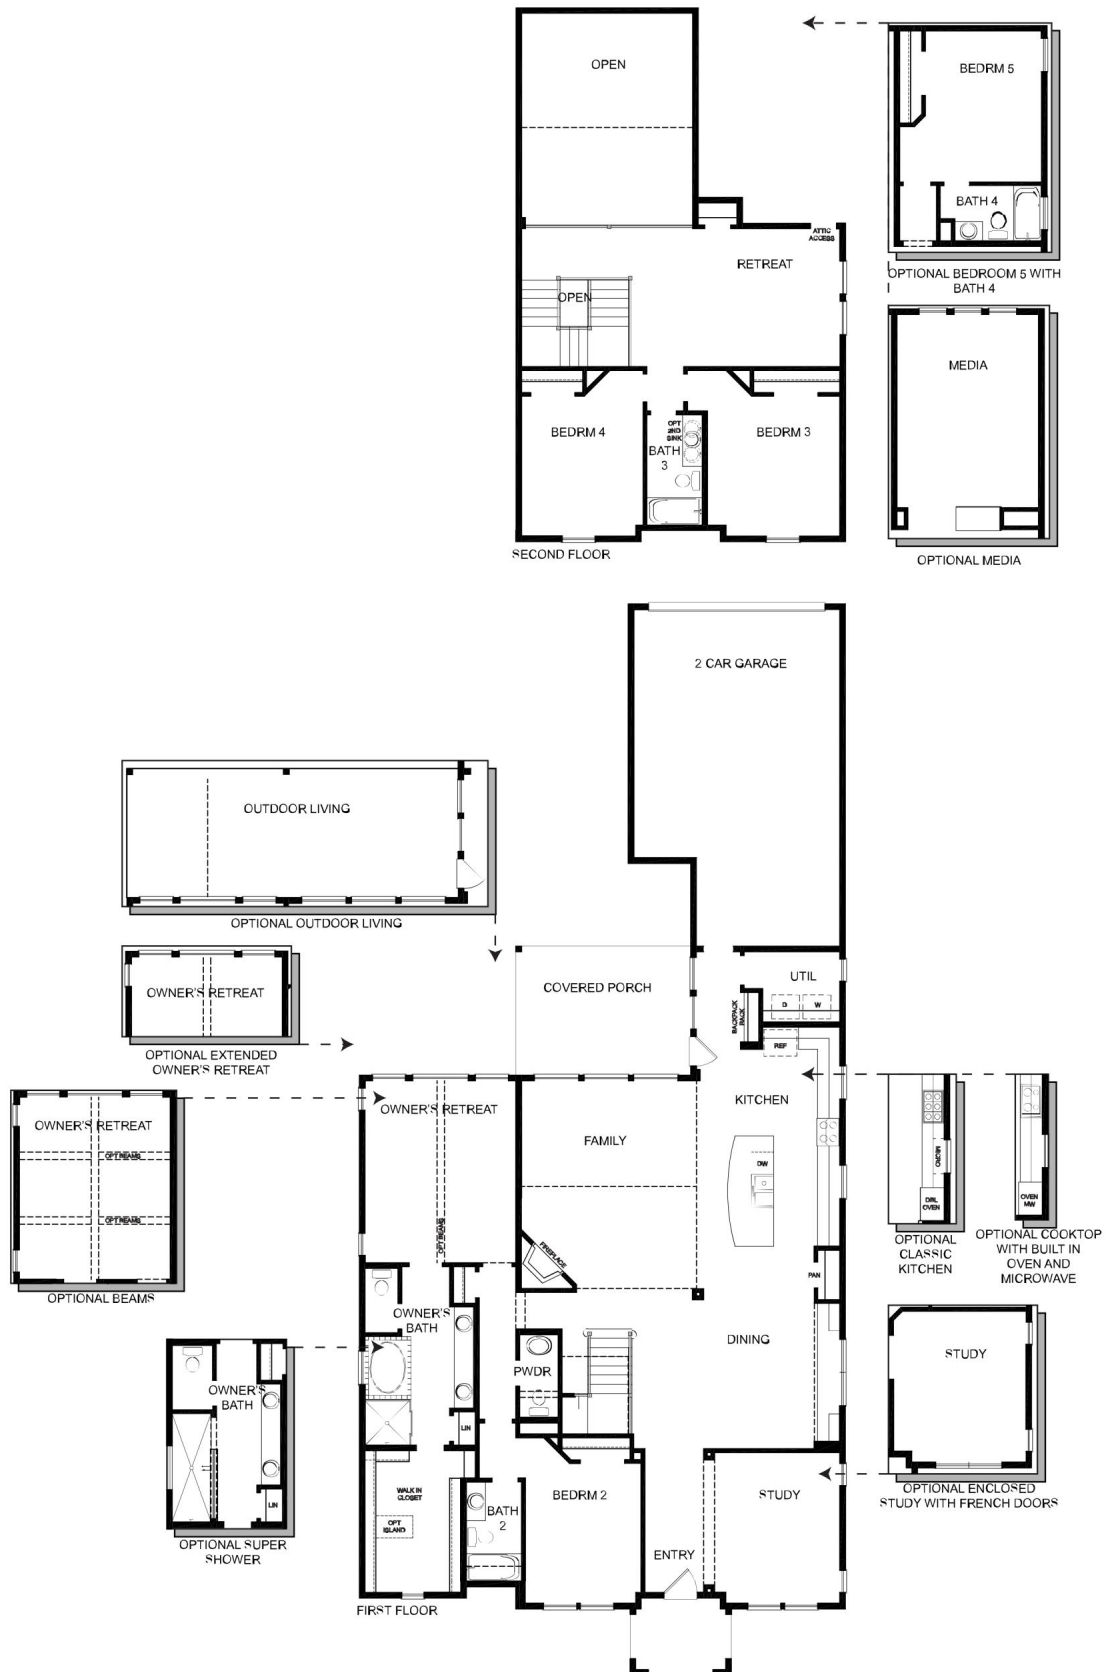 OPEN
BEDRM 5
BATH 4
ATTIC
ACCESS
RETREAT
OPTIONAL BEDROOM 5 WITH
BATH 4
OPEN
MEDIA
BEDRM 4
OPT
2ND
SINK
BATH
3
BEDRM 3
SECOND FLOOR
OPTIONAL MEDIA
2 CAR GARAGE
OUTDOOR LIVING
OPTIONAL OUTDOOR LIVING
COVERED PORCH
UTIL
D
W
BACKPACK
RACK
REF
OWNER'S RETREAT
OPTIONAL EXTENDED
OWNER'S RETREAT
KITCHEN
OWNER'S RETREAT
OPT BEAMS
OPT BEAMS
OPTIONAL BEAMS
OWNER'S RETREAT
OPT BEAMS
FAMILY
DW
FIREPLACE
PAN
MICRO
DBL
OVEN
OPTIONAL
CLASSIC
KITCHEN
OVEN
MW
OPTIONAL COOKTOP
WITH BUILT IN
OVEN AND
MICROWAVE
OWNER'S
BATH
DINING
PWDR
LIN
STUDY
OPTIONAL ENCLOSED
STUDY WITH FRENCH DOORS
OWNER'S
BATH
LIN
OPTIONAL SUPER
SHOWER
WALK IN
CLOSET
OPT
ISLAND
BATH
2
BEDRM 2
STUDY
ENTRY
FIRST FLOOR